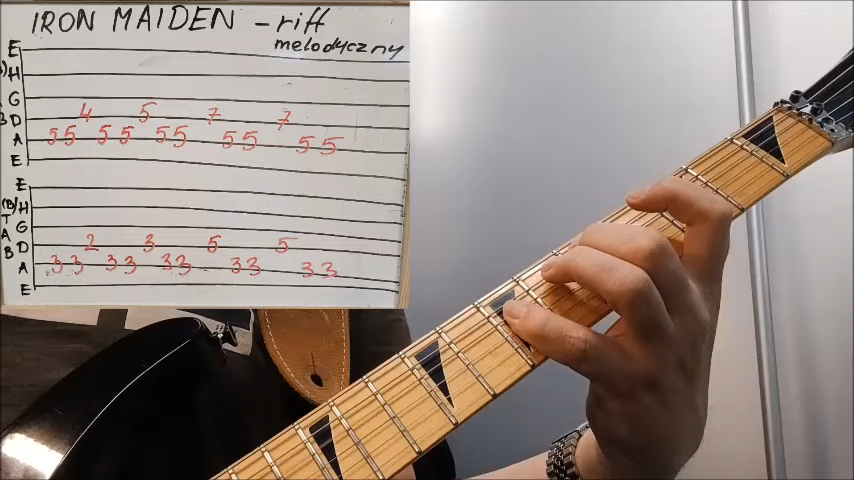 IRON MAIDEN - riff
melodyczny
E
H
G
D
A
E
4 5 7 7
55 55 55 55 55
E
(B)H
G
D
A
E
TAB
2 3 5 5
33 33 33 33 33